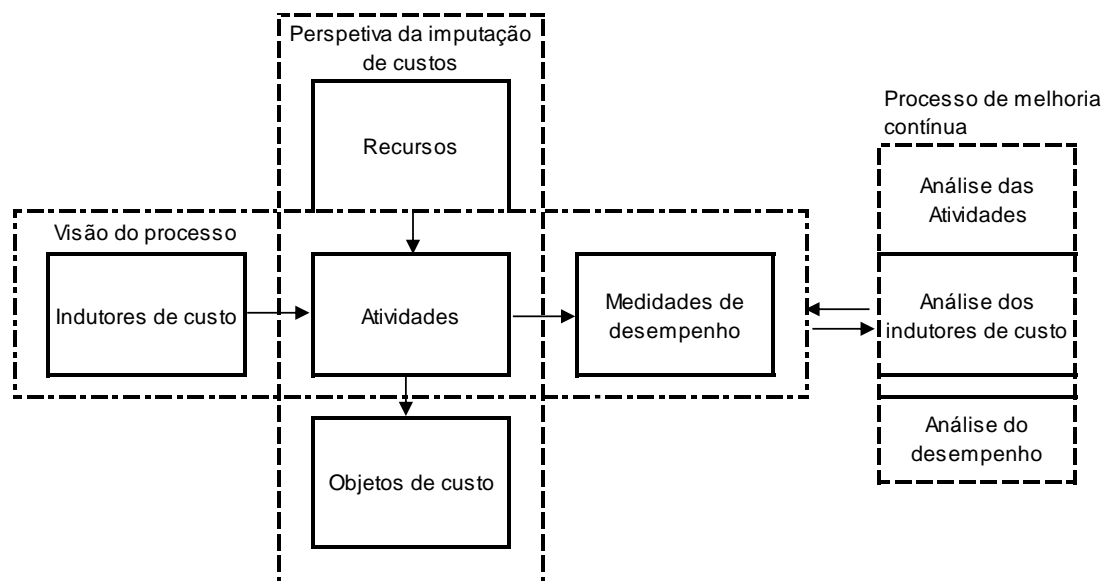 Perspetiva da imputação
de custos
Recursos
Processo de melhoria
contínua
Análise das
Atividades
Visão do processo
Indutores de custo
Atividades
Medidades de
desempenho
Análise dos
indutores de custo
Objetos de custo
Análise do
desempenho